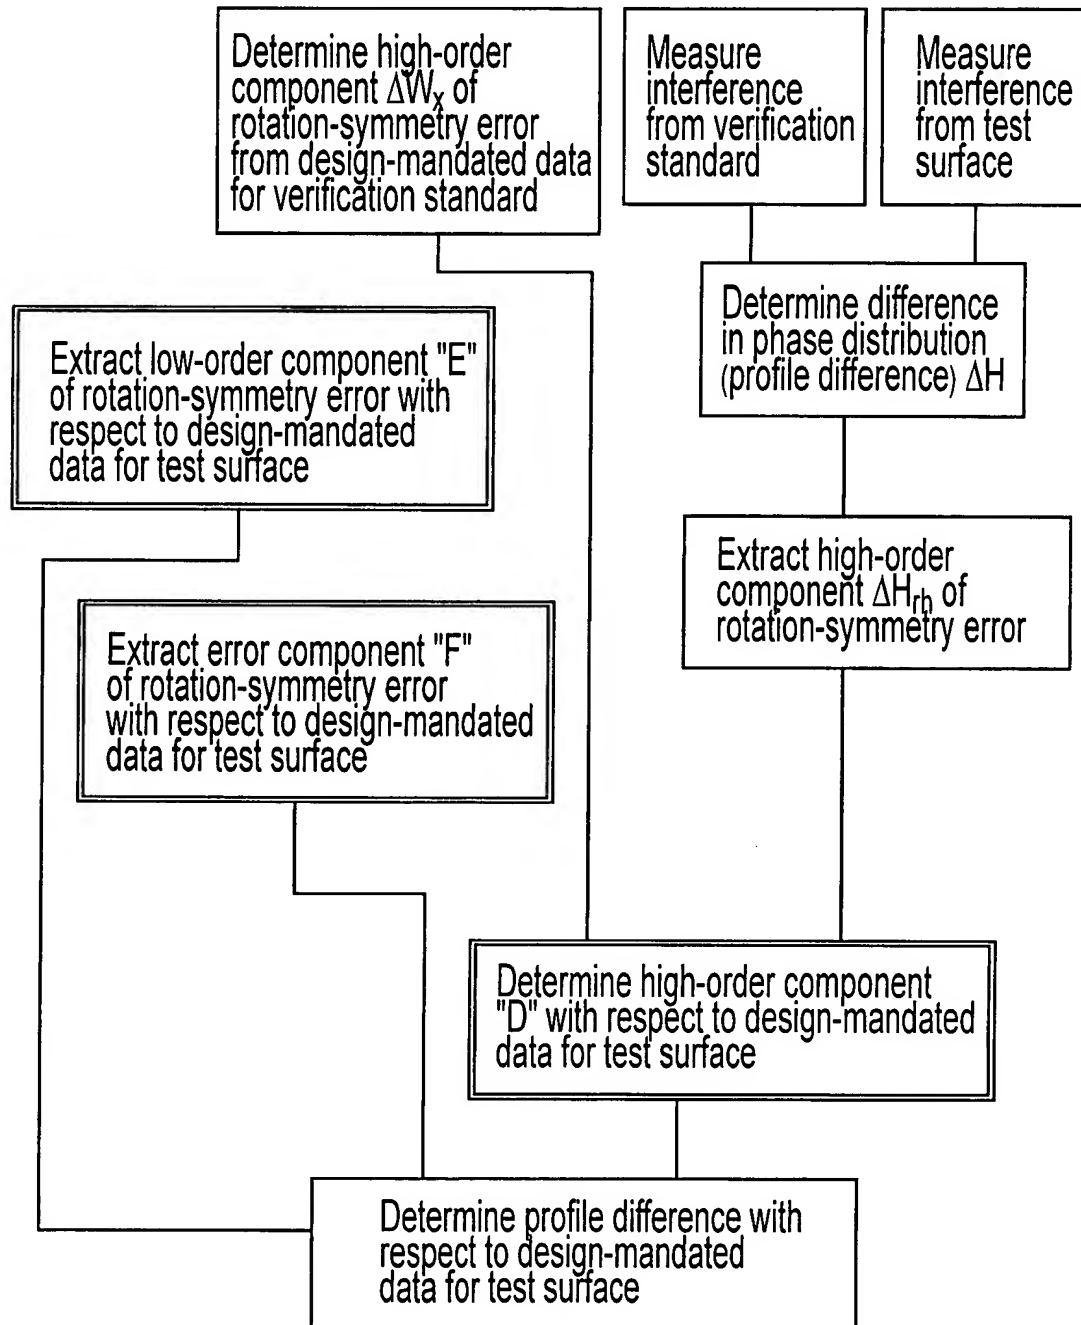 Determine high-order
component ΔWx of
rotation-symmetry error
from design-mandated data
for verification standard
Measure
interference
from verification
standard
Measure
interference
from test
surface
Determine difference
in phase distribution
(profile difference) ΔH
Extract low-order component "E"
of rotation-symmetry error with
respect to design-mandated
data for test surface
Extract high-order
component ΔHrh of
rotation-symmetry error
Extract error component "F"
of rotation-symmetry error
with respect to design-mandated
data for test surface
Determine high-order component
"D" with respect to design-mandated
data for test surface
Determine profile difference with
respect to design-mandated
data for test surface